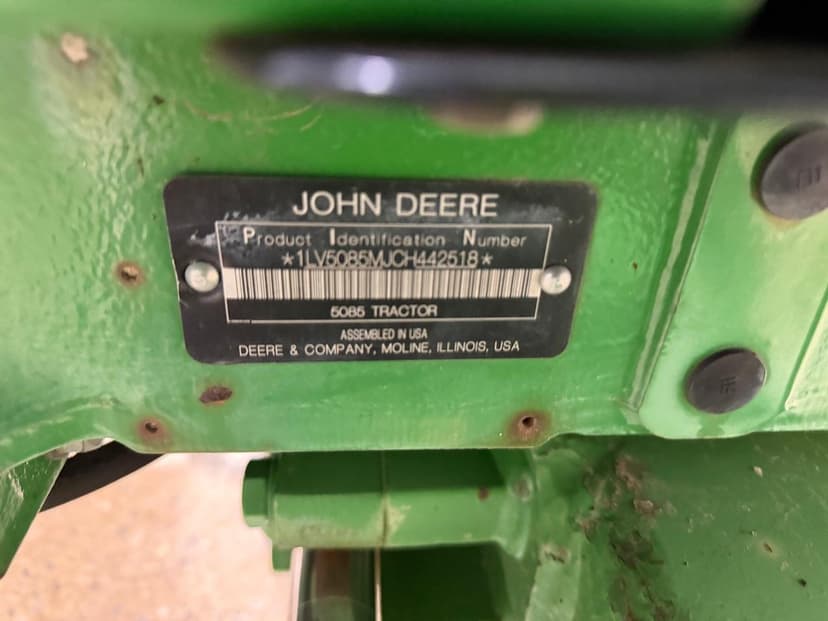 JOHN DEERE
Product Identification Number
*1LV5085MJCH442518*
5085 TRACTOR
ASSEMBLED IN USA
DEERE & COMPANY, MOLINE, ILLINOIS, USA